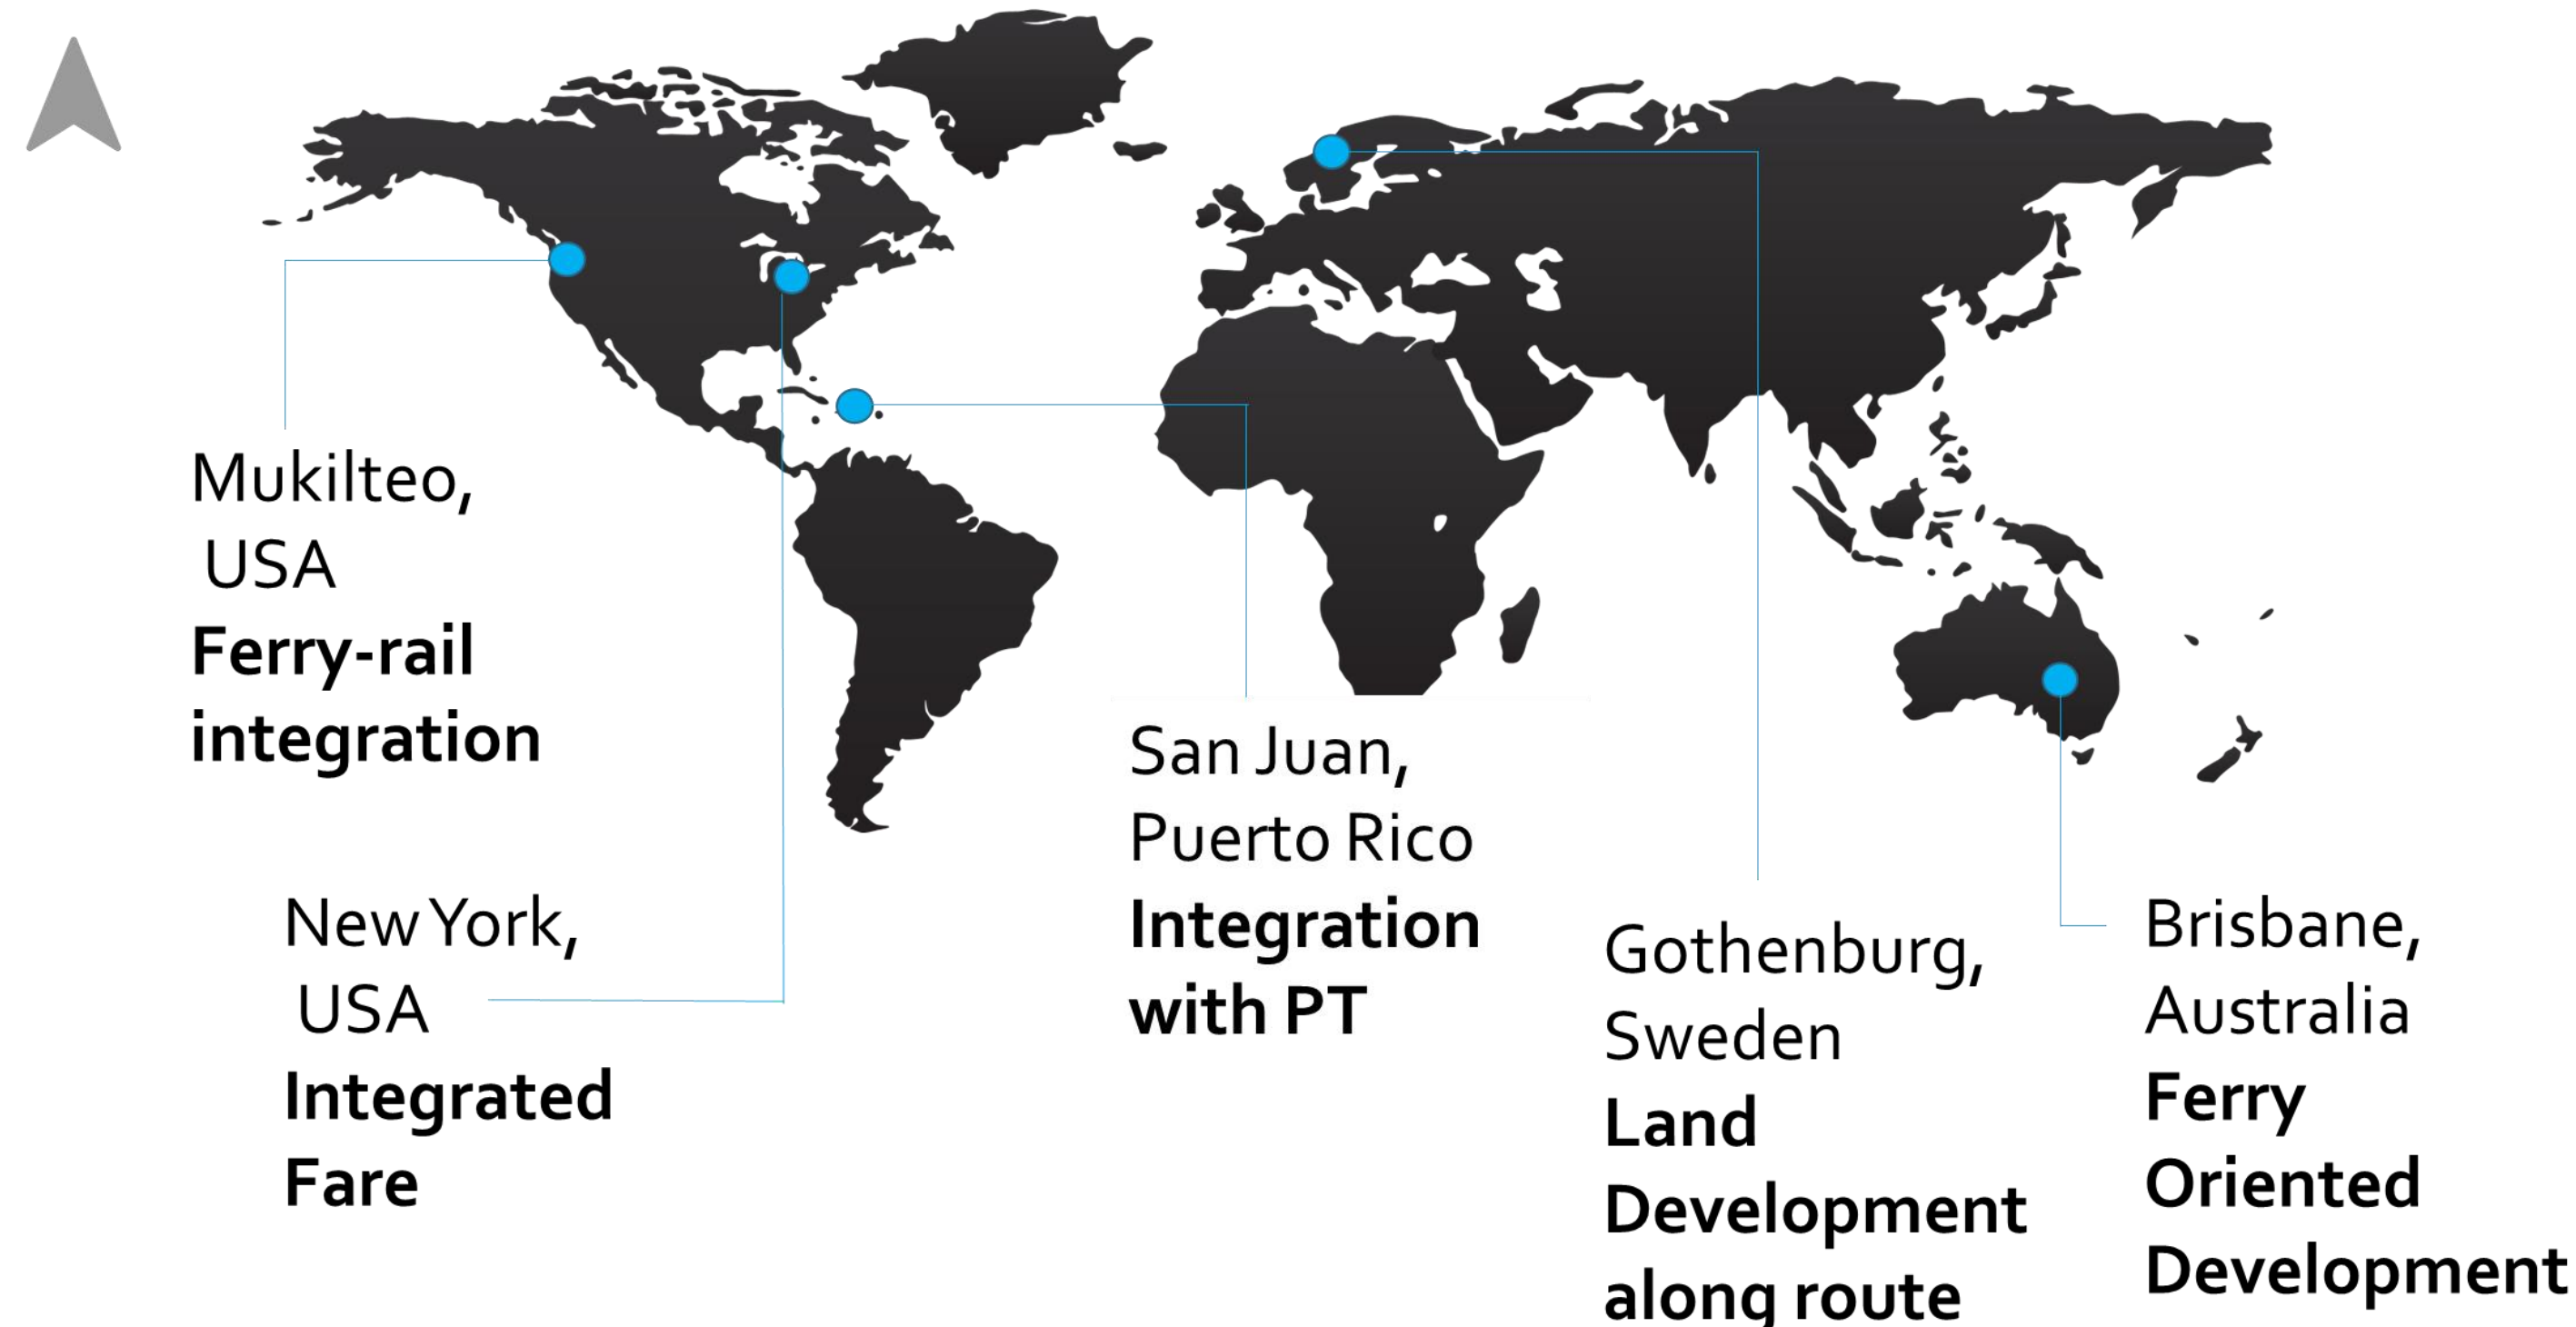 Mukilteo,
USA
Ferry-rail
integration
New York,
USA
Integrated
Fare
San Juan,
Puerto Rico
Integration
with PT
Gothenburg,
Sweden
Land
Development
along route
Brisbane,
Australia
Ferry
Oriented
Development